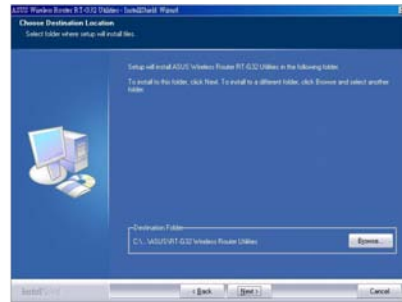 ASUS Wireless Router RT-G32 Utilities - InstallShield Wizard
Choose Destination Location
Select folder where setup will install files.
Setup will install ASUS Wireless Router RT-G32 Utilities in the following folder.
To install to this folder, click Next. To install to a different folder, click Browse and select another
folder.
Destination Folder
C:\...\ASUS\RT-G32 Wireless Router Utilities
Browse...
InstallShield
< Back
Next >
Cancel